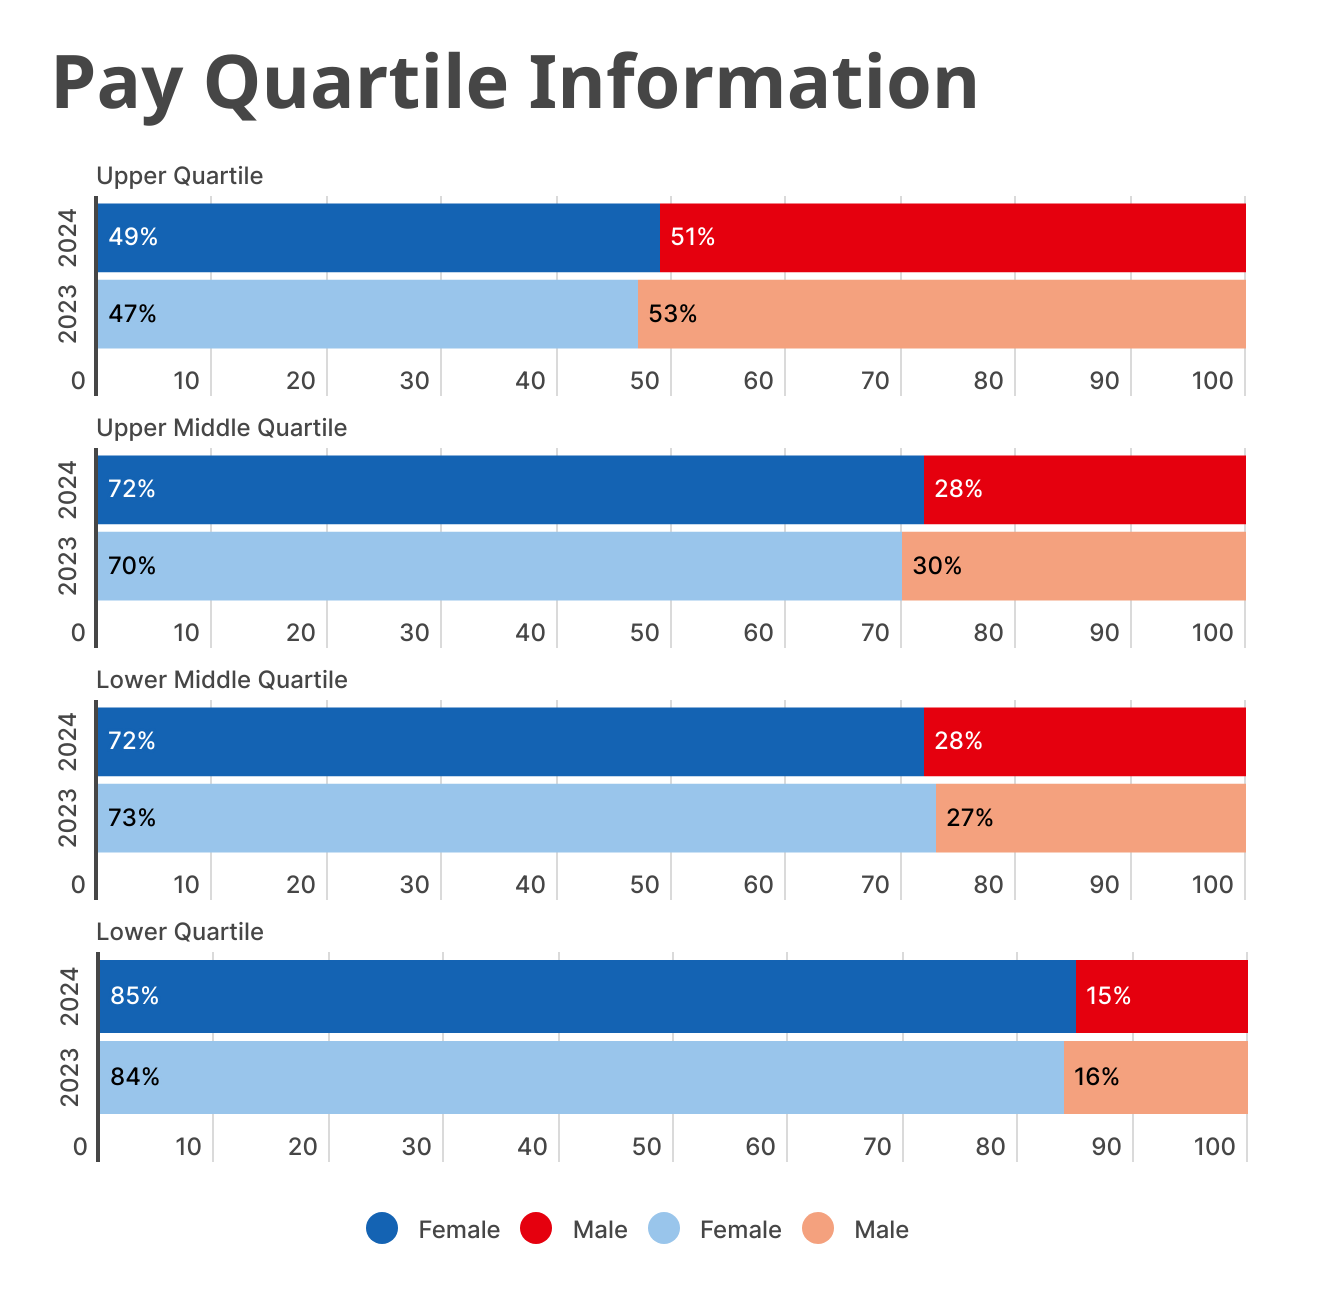 Pay Quartile Information
Upper Quartile
2024
49%
51%
2023
47%
53%
0 10 20 30 40 50 60 70 80 90 100
Upper Middle Quartile
2024
72%
28%
2023
70%
30%
0 10 20 30 40 50 60 70 80 90 100
Lower Middle Quartile
2024
72%
28%
2023
73%
27%
0 10 20 30 40 50 60 70 80 90 100
Lower Quartile
2024
85%
15%
2023
84%
16%
0 10 20 30 40 50 60 70 80 90 100
Female Male Female Male